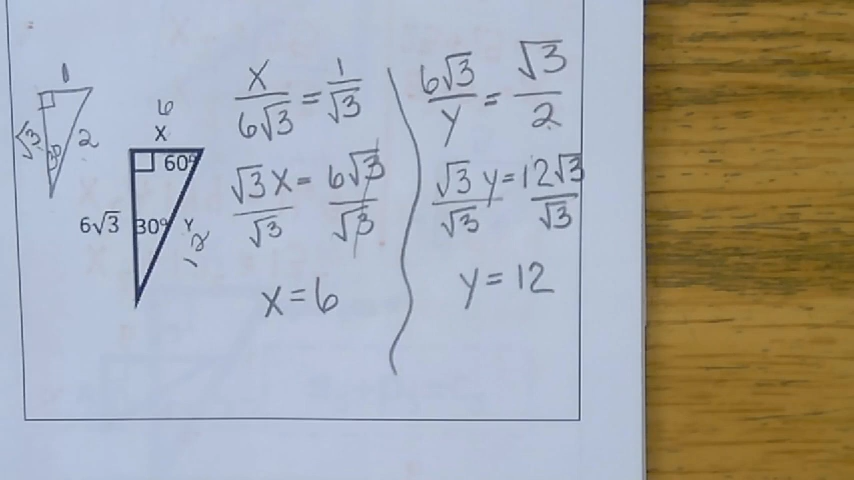 1
√3
30
2
6
x
60°
6√3
30°
Y
12
x/6√3 = 1/√3
√3x/√3 = 6√3/√3
x = 6
6√3/y = √3/2
√3y/√3 = 12√3/√3
y = 12